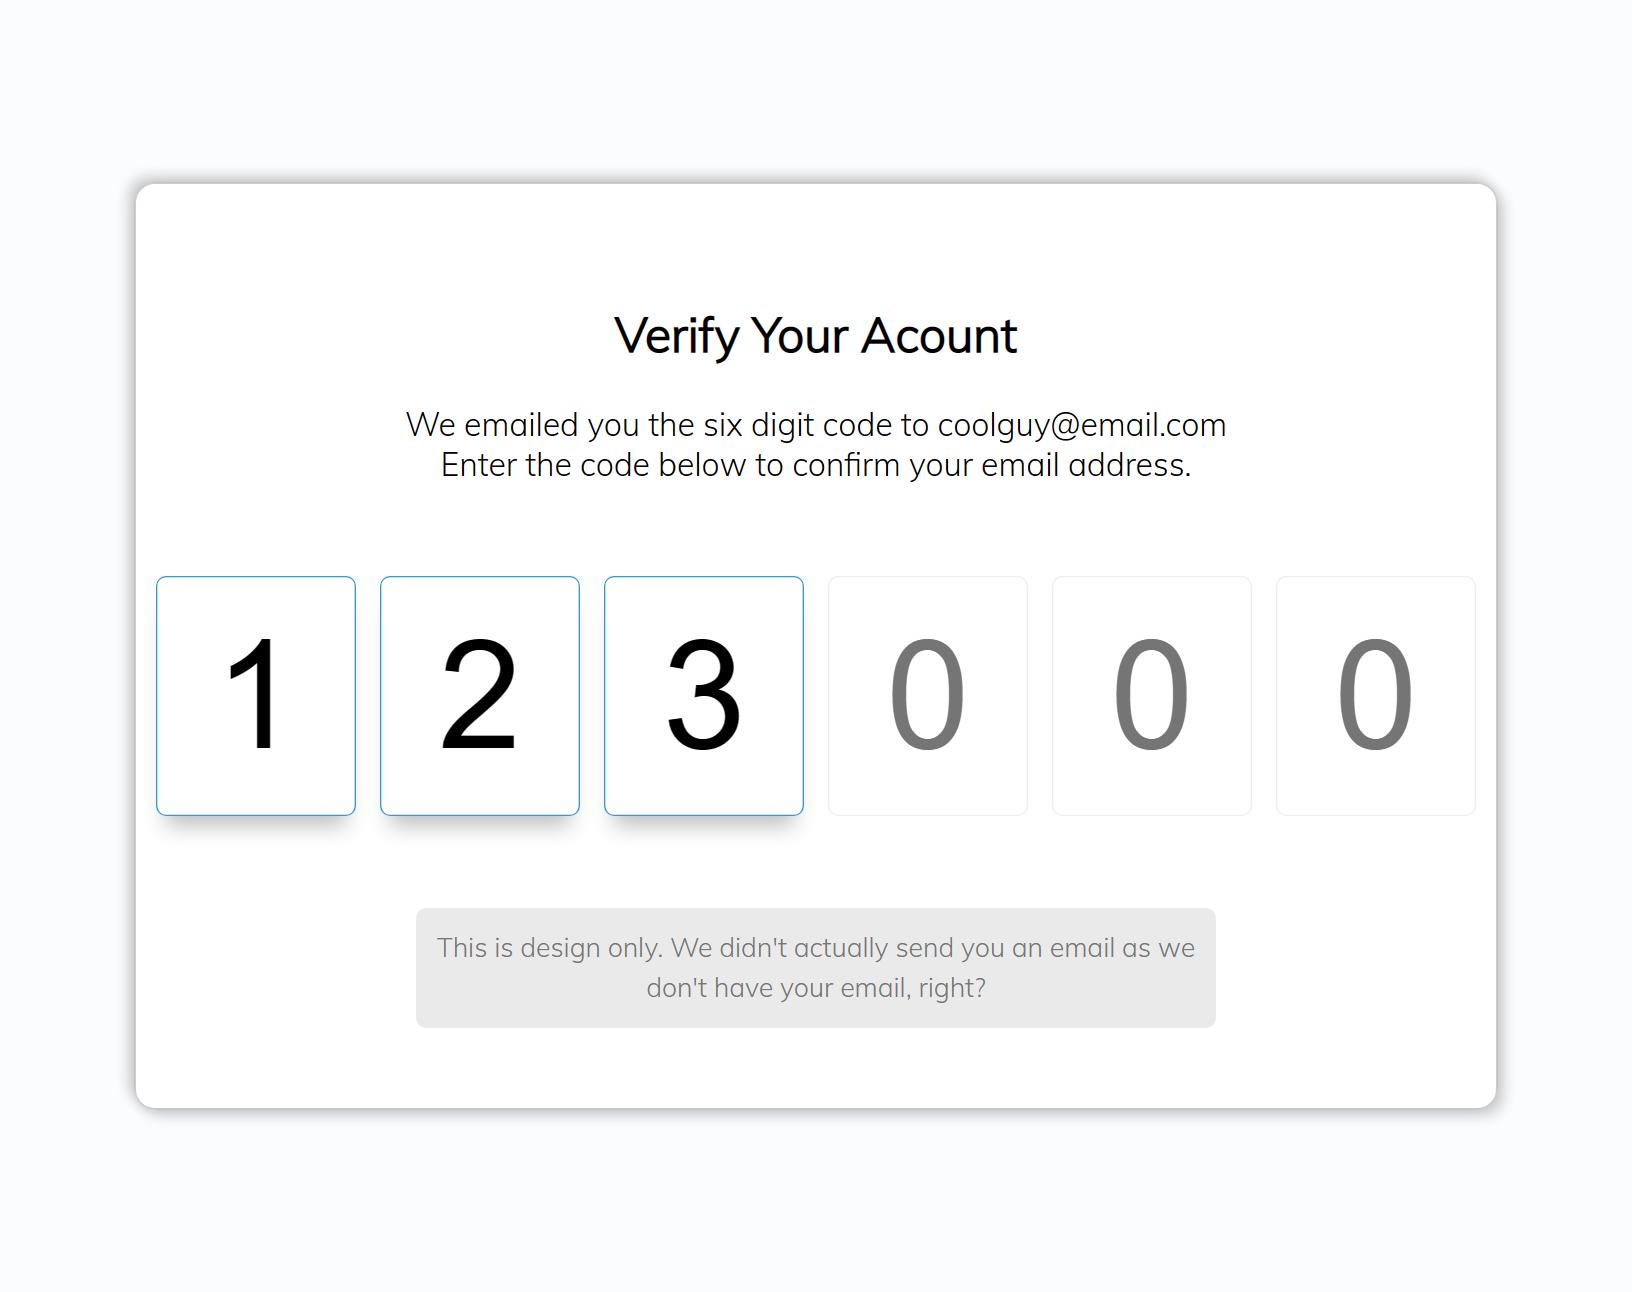 Verify Your Acount
We emailed you the six digit code to coolguy@email.com
Enter the code below to confirm your email address.
1 2 3 0 0 0
This is design only. We didn't actually send you an email as we
don't have your email, right?